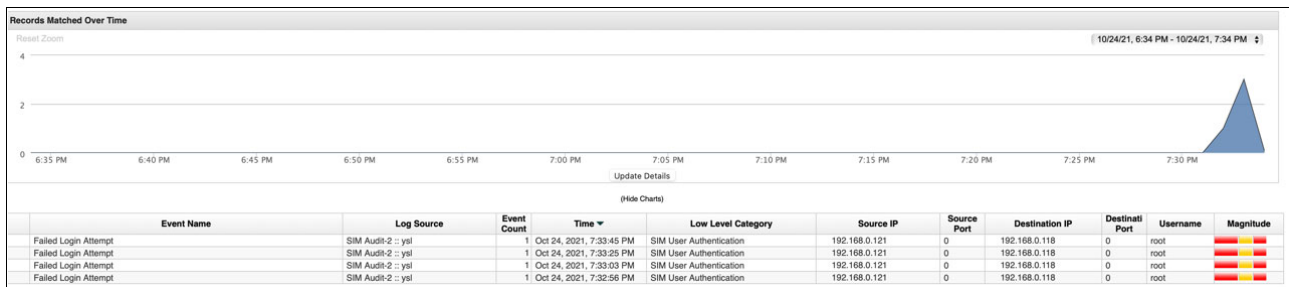 Records Matched Over Time
Reset Zoom
10/24/21, 6:34 PM - 10/24/21, 7:34 PM
4
2
0
6:35 PM 6:40 PM 6:45 PM 6:50 PM 6:55 PM 7:00 PM 7:05 PM 7:10 PM 7:15 PM 7:20 PM 7:25 PM 7:30 PM
Update Details
(Hide Charts)
Event Name Log Source Event Count Time Low Level Category Source IP Source Port Destination IP Destinati Port Username Magnitude
Failed Login Attempt SIM Audit-2 :: ysl 1 Oct 24, 2021, 7:33:45 PM SIM User Authentication 192.168.0.121 0 192.168.0.118 0 root
Failed Login Attempt SIM Audit-2 :: ysl 1 Oct 24, 2021, 7:33:25 PM SIM User Authentication 192.168.0.121 0 192.168.0.118 0 root
Failed Login Attempt SIM Audit-2 :: ysl 1 Oct 24, 2021, 7:33:03 PM SIM User Authentication 192.168.0.121 0 192.168.0.118 0 root
Failed Login Attempt SIM Audit-2 :: ysl 1 Oct 24, 2021, 7:32:56 PM SIM User Authentication 192.168.0.121 0 192.168.0.118 0 root